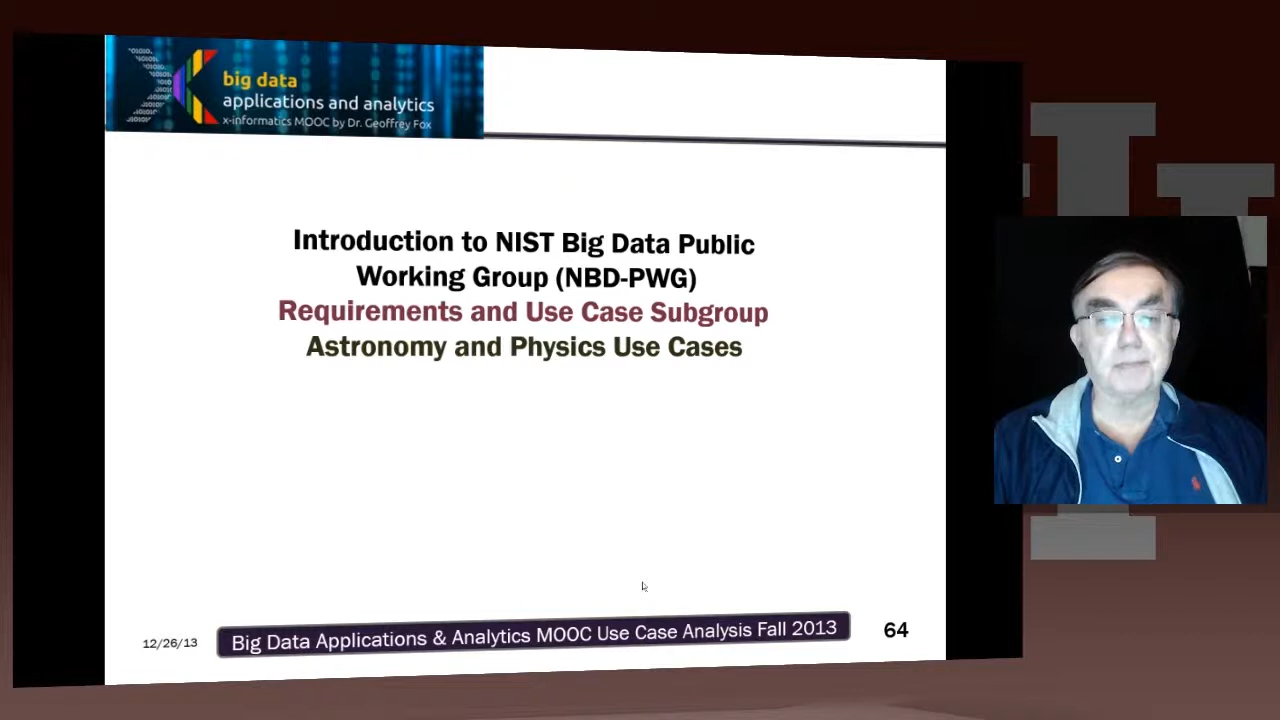 big data
applications and analytics
x-informatics MOOC by Dr. Geoffrey Fox
Introduction to NIST Big Data Public
Working Group (NBD-PWG)
Requirements and Use Case Subgroup
Astronomy and Physics Use Cases
12/26/13
Big Data Applications & Analytics MOOC Use Case Analysis Fall 2013
64